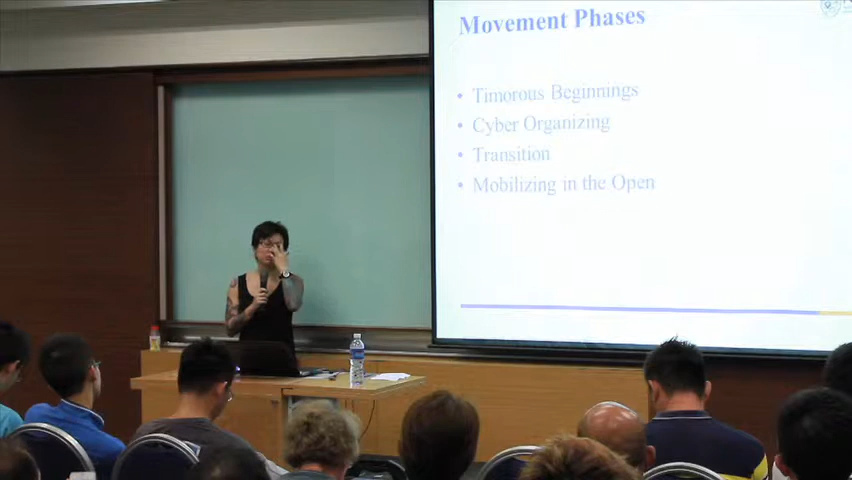 Movement Phases
• Timorous Beginnings
• Cyber Organizing
• Transition
• Mobilizing in the Open